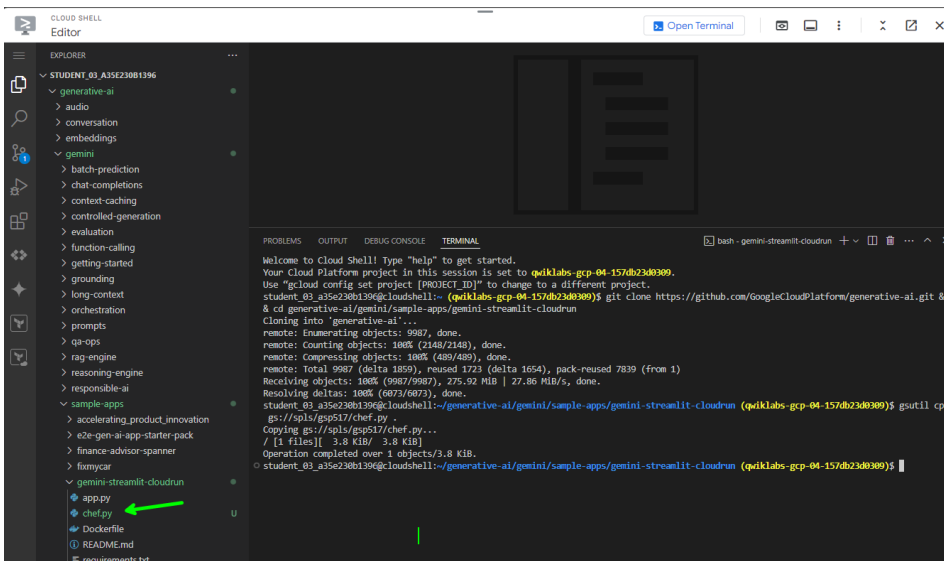 CLOUD SHELL
Editor
Open Terminal
EXPLORER
STUDENT_03_A35E230B1396
generative-ai
audio
conversation
embeddings
gemini
batch-prediction
chat-completions
context-caching
controlled-generation
evaluation
function-calling
getting-started
grounding
long-context
orchestration
prompts
qa-ops
rag-engine
reasoning-engine
responsible-ai
sample-apps
accelerating_product_innovation
e2e-gen-ai-app-starter-pack
finance-advisor-spanner
fixmycar
gemini-streamlit-cloudrun
app.py
chef.py U
Dockerfile
README.md
requirements.txt
1
PROBLEMS OUTPUT DEBUG CONSOLE TERMINAL
bash - gemini-streamlit-cloudrun
Welcome to Cloud Shell! Type "help" to get started.
Your Cloud Platform project in this session is set to qwiklabs-gcp-04-157db23d0309.
Use “gcloud config set project [PROJECT_ID]” to change to a different project.
student_03_a35e230b1396@cloudshell:~ (qwiklabs-gcp-04-157db23d0309)$ git clone https://github.com/GoogleCloudPlatform/generative-ai.git &
& cd generative-ai/gemini/sample-apps/gemini-streamlit-cloudrun
Cloning into 'generative-ai'...
remote: Enumerating objects: 9987, done.
remote: Counting objects: 100% (2148/2148), done.
remote: Compressing objects: 100% (489/489), done.
remote: Total 9987 (delta 1859), reused 1723 (delta 1654), pack-reused 7839 (from 1)
Receiving objects: 100% (9987/9987), 275.92 MiB | 27.86 MiB/s, done.
Resolving deltas: 100% (6073/6073), done.
student_03_a35e230b1396@cloudshell:~/generative-ai/gemini/sample-apps/gemini-streamlit-cloudrun (qwiklabs-gcp-04-157db23d0309)$ gsutil cp
gs://spls/gsp517/chef.py .
Copying gs://spls/gsp517/chef.py...
/ [1 files][ 3.8 KiB/ 3.8 KiB]
Operation completed over 1 objects/3.8 KiB.
student_03_a35e230b1396@cloudshell:~/generative-ai/gemini/sample-apps/gemini-streamlit-cloudrun (qwiklabs-gcp-04-157db23d0309)$